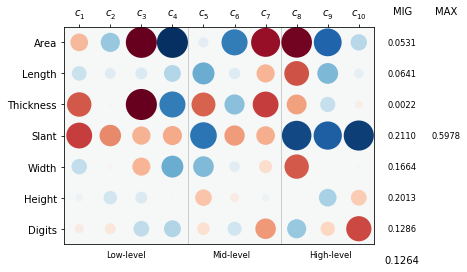 c1 c2 c3 c4 c5 c6 c7 c8 c9 c10 MIG MAX
Area 0.0531
Length 0.0641
Thickness 0.0022
Slant 0.2110 0.5978
Width 0.1664
Height 0.2013
Digits 0.1286
Low-level Mid-level High-level 0.1264